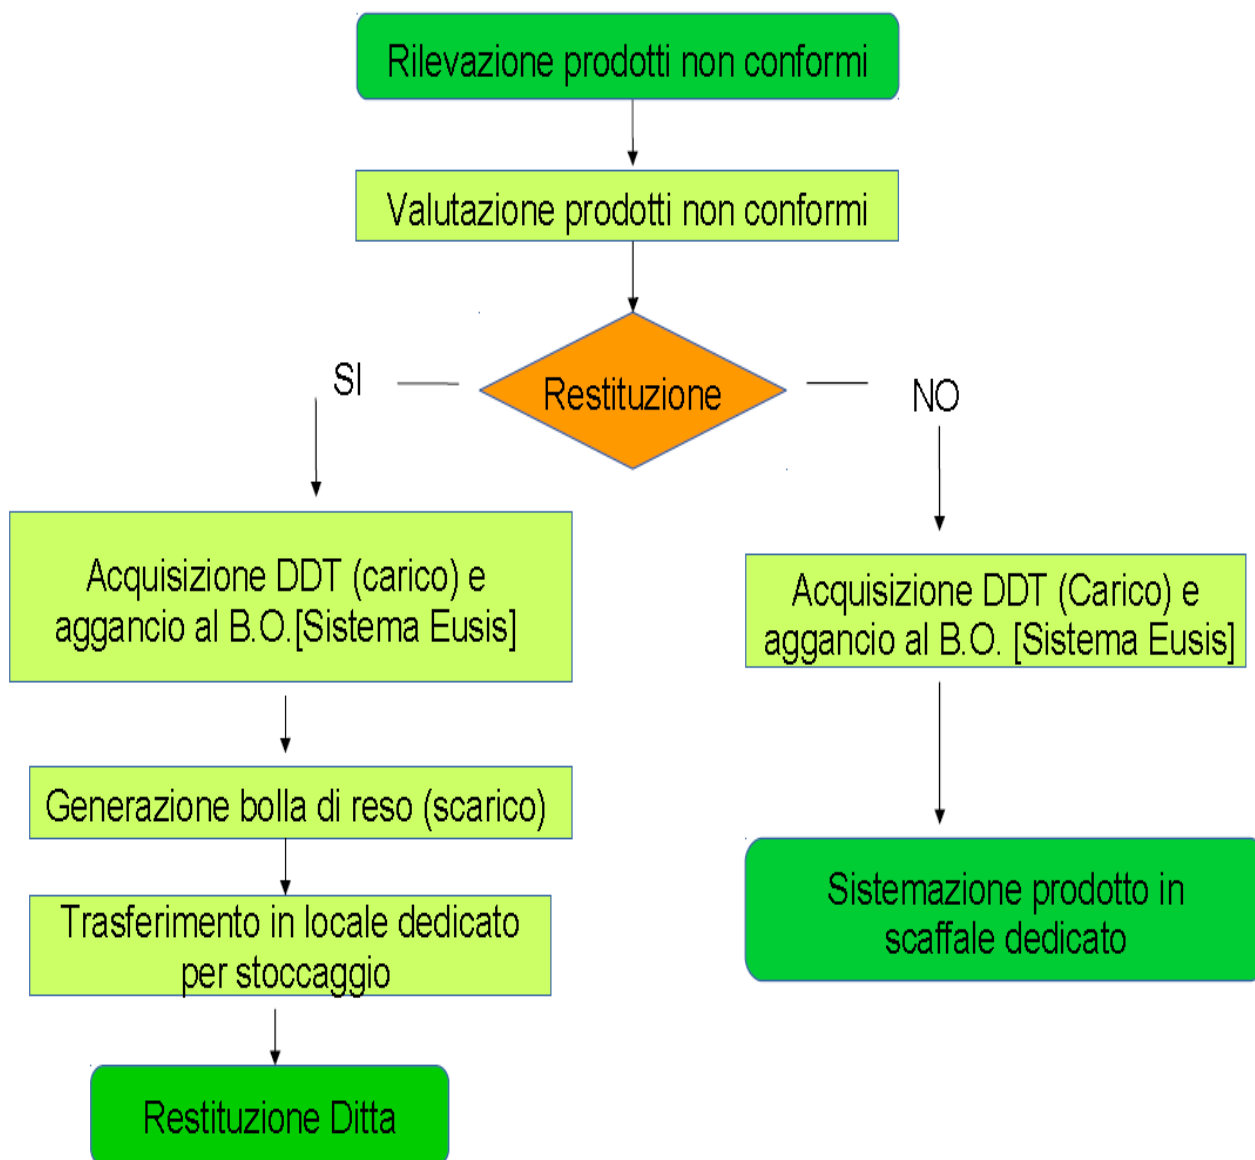 Rilevazione prodotti non conformi
Valutazione prodotti non conformi
Restituzione
SI
NO
Acquisizione DDT (carico) e
aggancio al B.O.[Sistema Eusis]
Acquisizione DDT (Carico) e
aggancio al B.O. [Sistema Eusis]
Generazione bolla di reso (scarico)
Trasferimento in locale dedicato
per stoccaggio
Sistemazione prodotto in
scaffale dedicato
Restituzione Ditta